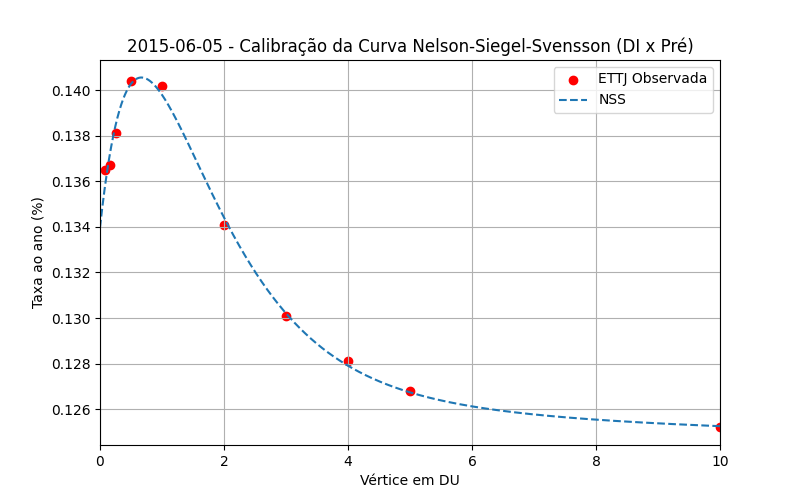 2015-06-05 - Calibração da Curva Nelson-Siegel-Svensson (DI x Pré)
ETTJ Observada
NSS
Taxa ao ano (%)
0.140
0.138
0.136
0.134
0.132
0.130
0.128
0.126
0 2 4 6 8 10
Vértice em DU